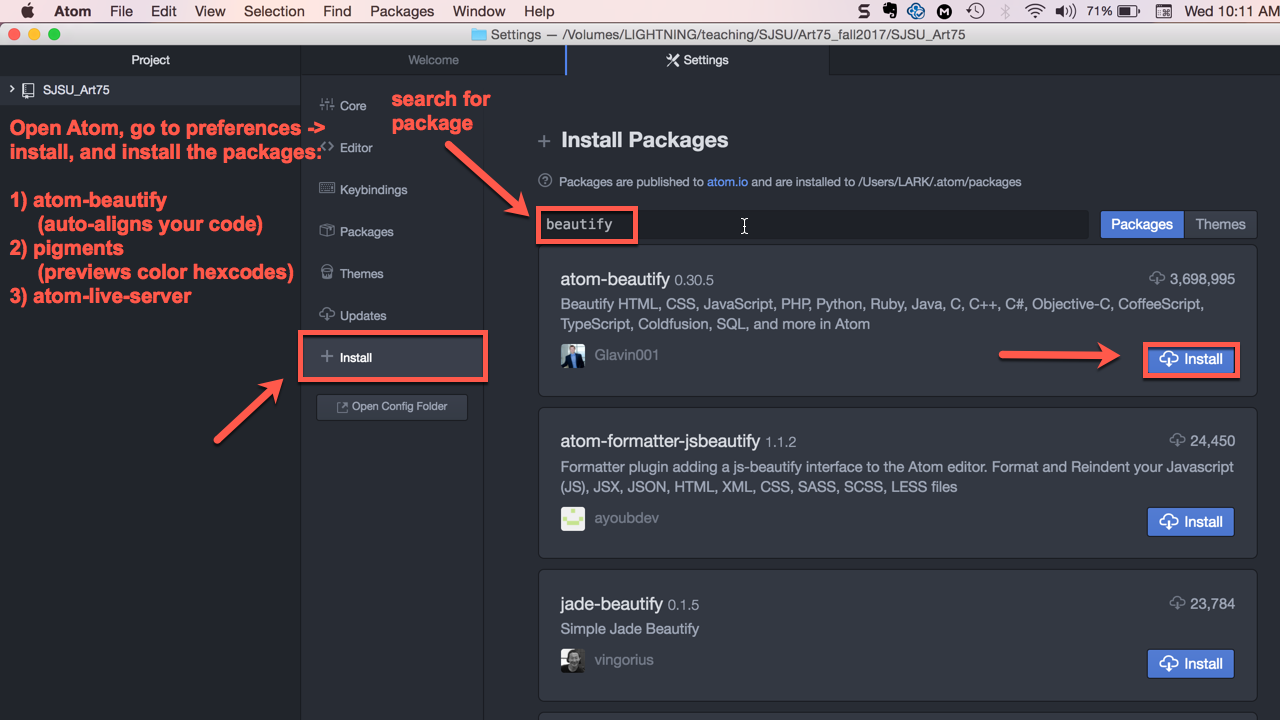 Atom File Edit View Selection Find Packages Window Help 71% Wed 10:11 AM
Settings — /Volumes/LIGHTNING/teaching/SJSU/Art75_fall2017/SJSU_Art75
Project
Welcome
Settings
SJSU_Art75
Open Atom, go to preferences ->
install, and install the packages:
1) atom-beautify
(auto-aligns your code)
2) pigments
(previews color hexcodes)
3) atom-live-server
Core
Editor
Keybindings
Packages
Themes
Updates
Install
Open Config Folder
search for
package
Install Packages
Packages are published to atom.io and are installed to /Users/LARK/.atom/packages
beautify
Packages Themes
atom-beautify 0.30.5 3,698,995
Beautify HTML, CSS, JavaScript, PHP, Python, Ruby, Java, C, C++, C#, Objective-C, CoffeeScript,
TypeScript, Coldfusion, SQL, and more in Atom
Glavin001 Install
atom-formatter-jsbeautify 1.1.2 24,450
Formatter plugin adding a js-beautify interface to the Atom editor. Format and Reindent your Javascript
(JS), JSX, JSON, HTML, XML, CSS, SASS, SCSS, LESS files
ayoubdev Install
jade-beautify 0.1.5 23,784
Simple Jade Beautify
vingorius Install